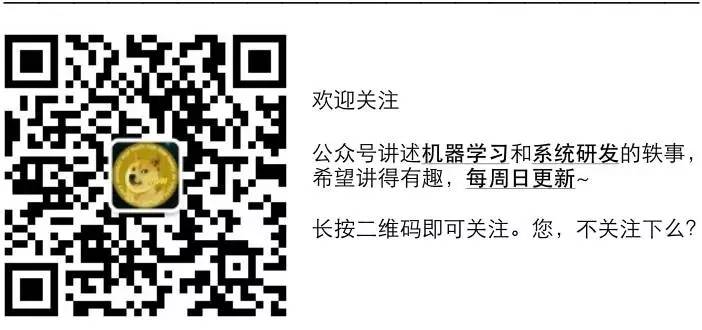 欢迎关注
公众号讲述机器学习和系统研发的轶事，
希望讲得有趣，每周日更新~
长按二维码即可关注。您，不关注下么？